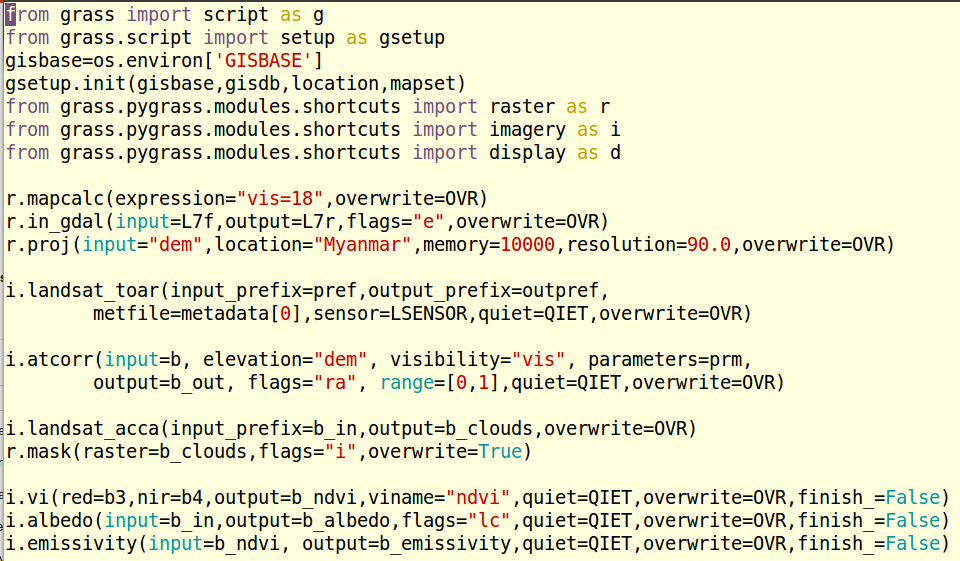 from grass import script as g
from grass.script import setup as gsetup
gisbase=os.environ['GISBASE']
gsetup.init(gisbase,gisdb,location,mapset)
from grass.pygrass.modules.shortcuts import raster as r
from grass.pygrass.modules.shortcuts import imagery as i
from grass.pygrass.modules.shortcuts import display as d

r.mapcalc(expression="vis=18",overwrite=OVR)
r.in_gdal(input=L7f,output=L7r,flags="e",overwrite=OVR)
r.proj(input="dem",location="Myanmar",memory=10000,resolution=90.0,overwrite=OVR)

i.landsat_toar(input_prefix=pref,output_prefix=outpref,
        metfile=metadata[0],sensor=LSENSOR,quiet=QIET,overwrite=OVR)

i.atcorr(input=b, elevation="dem", visibility="vis", parameters=prm,
        output=b_out, flags="ra", range=[0,1],quiet=QIET,overwrite=OVR)

i.landsat_acca(input_prefix=b_in,output=b_clouds,overwrite=OVR)
r.mask(raster=b_clouds,flags="i",overwrite=True)

i.vi(red=b3,nir=b4,output=b_ndvi,viname="ndvi",quiet=QIET,overwrite=OVR,finish_=False)
i.albedo(input=b_in,output=b_albedo,flags="lc",quiet=QIET,overwrite=OVR,finish_=False)
i.emissivity(input=b_ndvi, output=b_emissivity,quiet=QIET,overwrite=OVR,finish_=False)